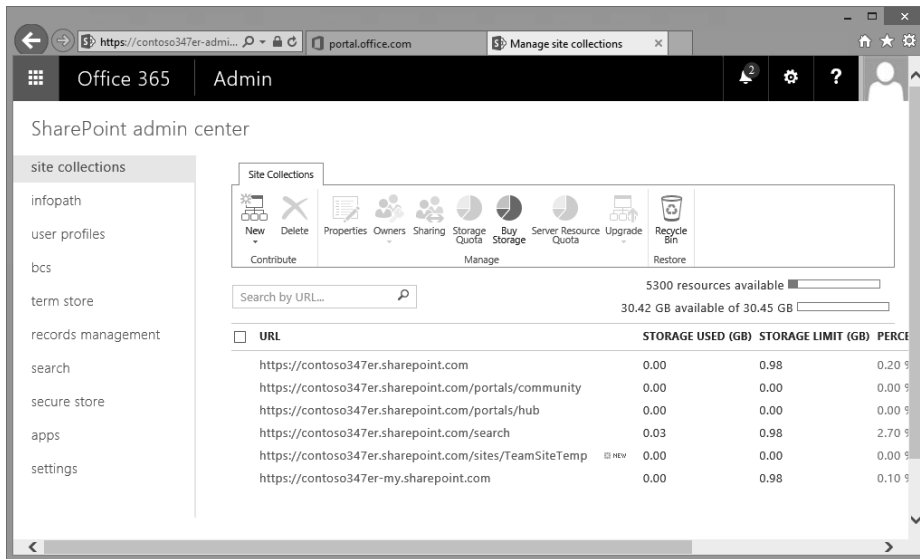 https://contoso347er-admi...
portal.office.com
Manage site collections
Office 365 Admin
2
?
SharePoint admin center
site collections
infopath
user profiles
bcs
term store
records management
search
secure store
apps
settings
Site Collections
New Delete Properties Owners Sharing Storage Quota Buy Storage Server Resource Quota Upgrade Recycle Bin
Contribute Manage Restore
Search by URL...
5300 resources available
30.42 GB available of 30.45 GB
URL STORAGE USED (GB) STORAGE LIMIT (GB) PERCE
https://contoso347er.sharepoint.com 0.00 0.98 0.20 %
https://contoso347er.sharepoint.com/portals/community 0.00 0.00 0.00 %
https://contoso347er.sharepoint.com/portals/hub 0.00 0.00 0.00 %
https://contoso347er.sharepoint.com/search 0.03 0.98 2.70 %
https://contoso347er.sharepoint.com/sites/TeamSiteTemp NEW 0.00 0.00 0.00 %
https://contoso347er-my.sharepoint.com 0.00 0.98 0.10 %